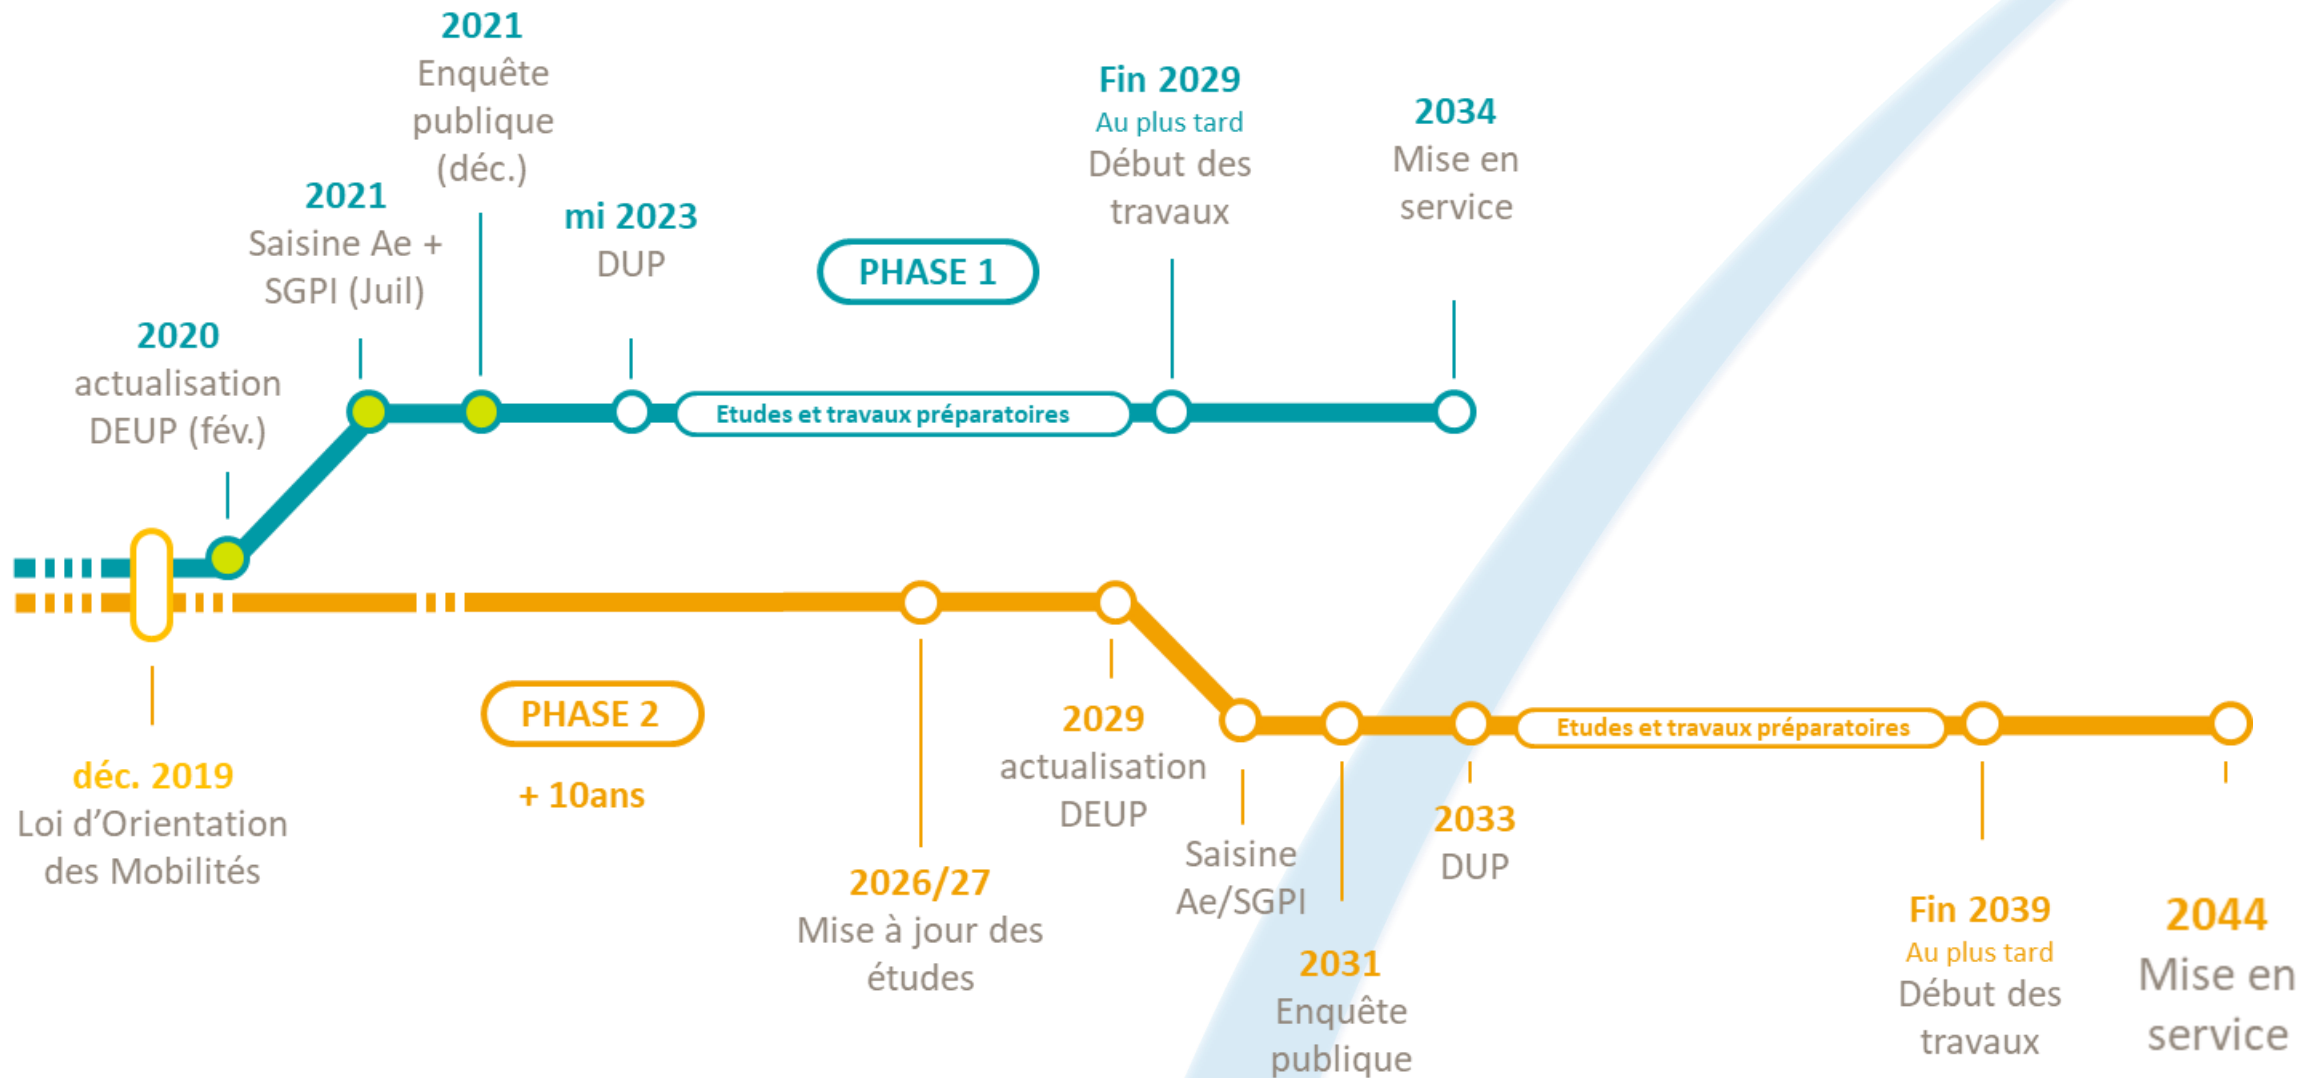 2021
Enquête
publique
(déc.)
2021
Saisine Ae +
SGPI (Juil)
2020
actualisation
DEUP (fév.)
mi 2023
DUP
PHASE 1
Fin 2029
Au plus tard
Début des
travaux
2034
Mise en
service
Etudes et travaux préparatoires
déc. 2019
Loi d’Orientation
des Mobilités
PHASE 2
+ 10ans
2026/27
Mise à jour des
études
2029
actualisation
DEUP
Saisine
Ae/SGPI
2031
Enquête
publique
2033
DUP
Etudes et travaux préparatoires
Fin 2039
Au plus tard
Début des
travaux
2044
Mise en
service